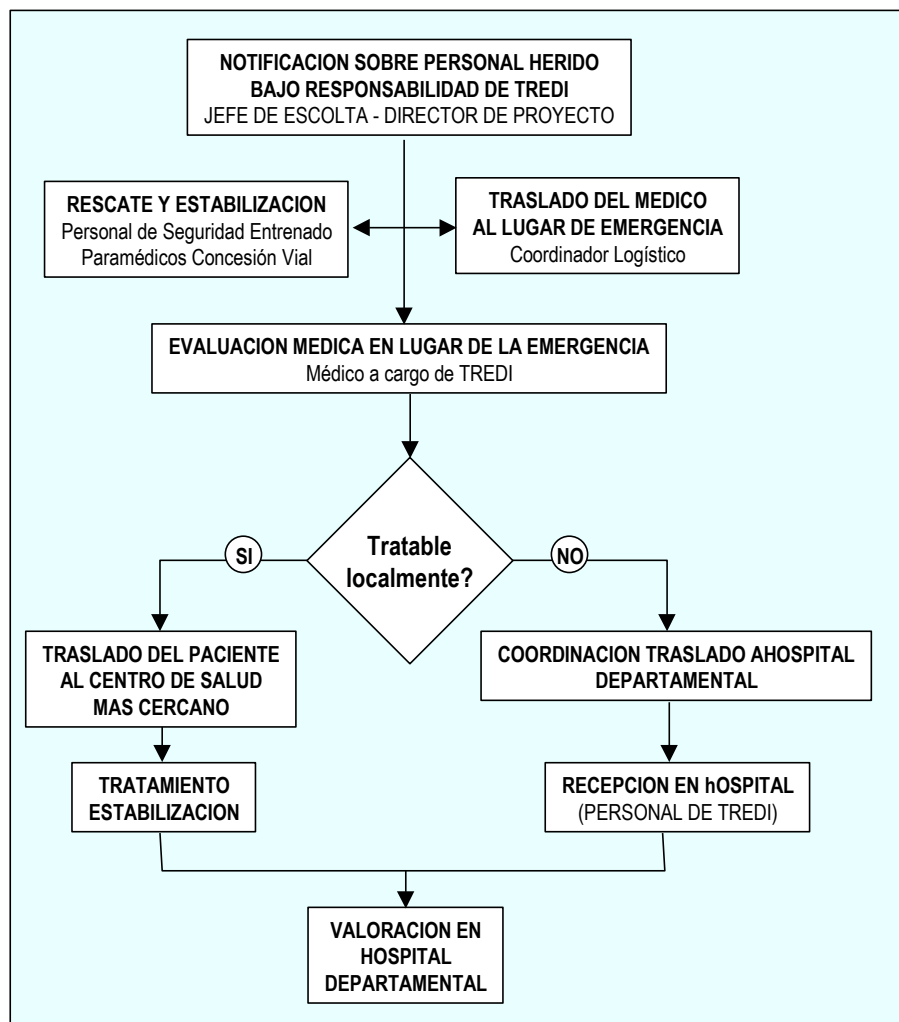 NOTIFICACION SOBRE PERSONAL HERIDO
BAJO RESPONSABILIDAD DE TREDI
JEFE DE ESCOLTA - DIRECTOR DE PROYECTO
RESCATE Y ESTABILIZACION
Personal de Seguridad Entrenado
Paramédicos Concesión Vial
TRASLADO DEL MEDICO
AL LUGAR DE EMERGENCIA
Coordinador Logístico
EVALUACION MEDICA EN LUGAR DE LA EMERGENCIA
Médico a cargo de TREDI
Tratable
localmente?
SI
NO
TRASLADO DEL PACIENTE
AL CENTRO DE SALUD
MAS CERCANO
COORDINACION TRASLADO AHOSPITAL
DEPARTAMENTAL
TRATAMIENTO
ESTABILIZACION
RECEPCION EN hOSPITAL
(PERSONAL DE TREDI)
VALORACION EN
HOSPITAL
DEPARTAMENTAL